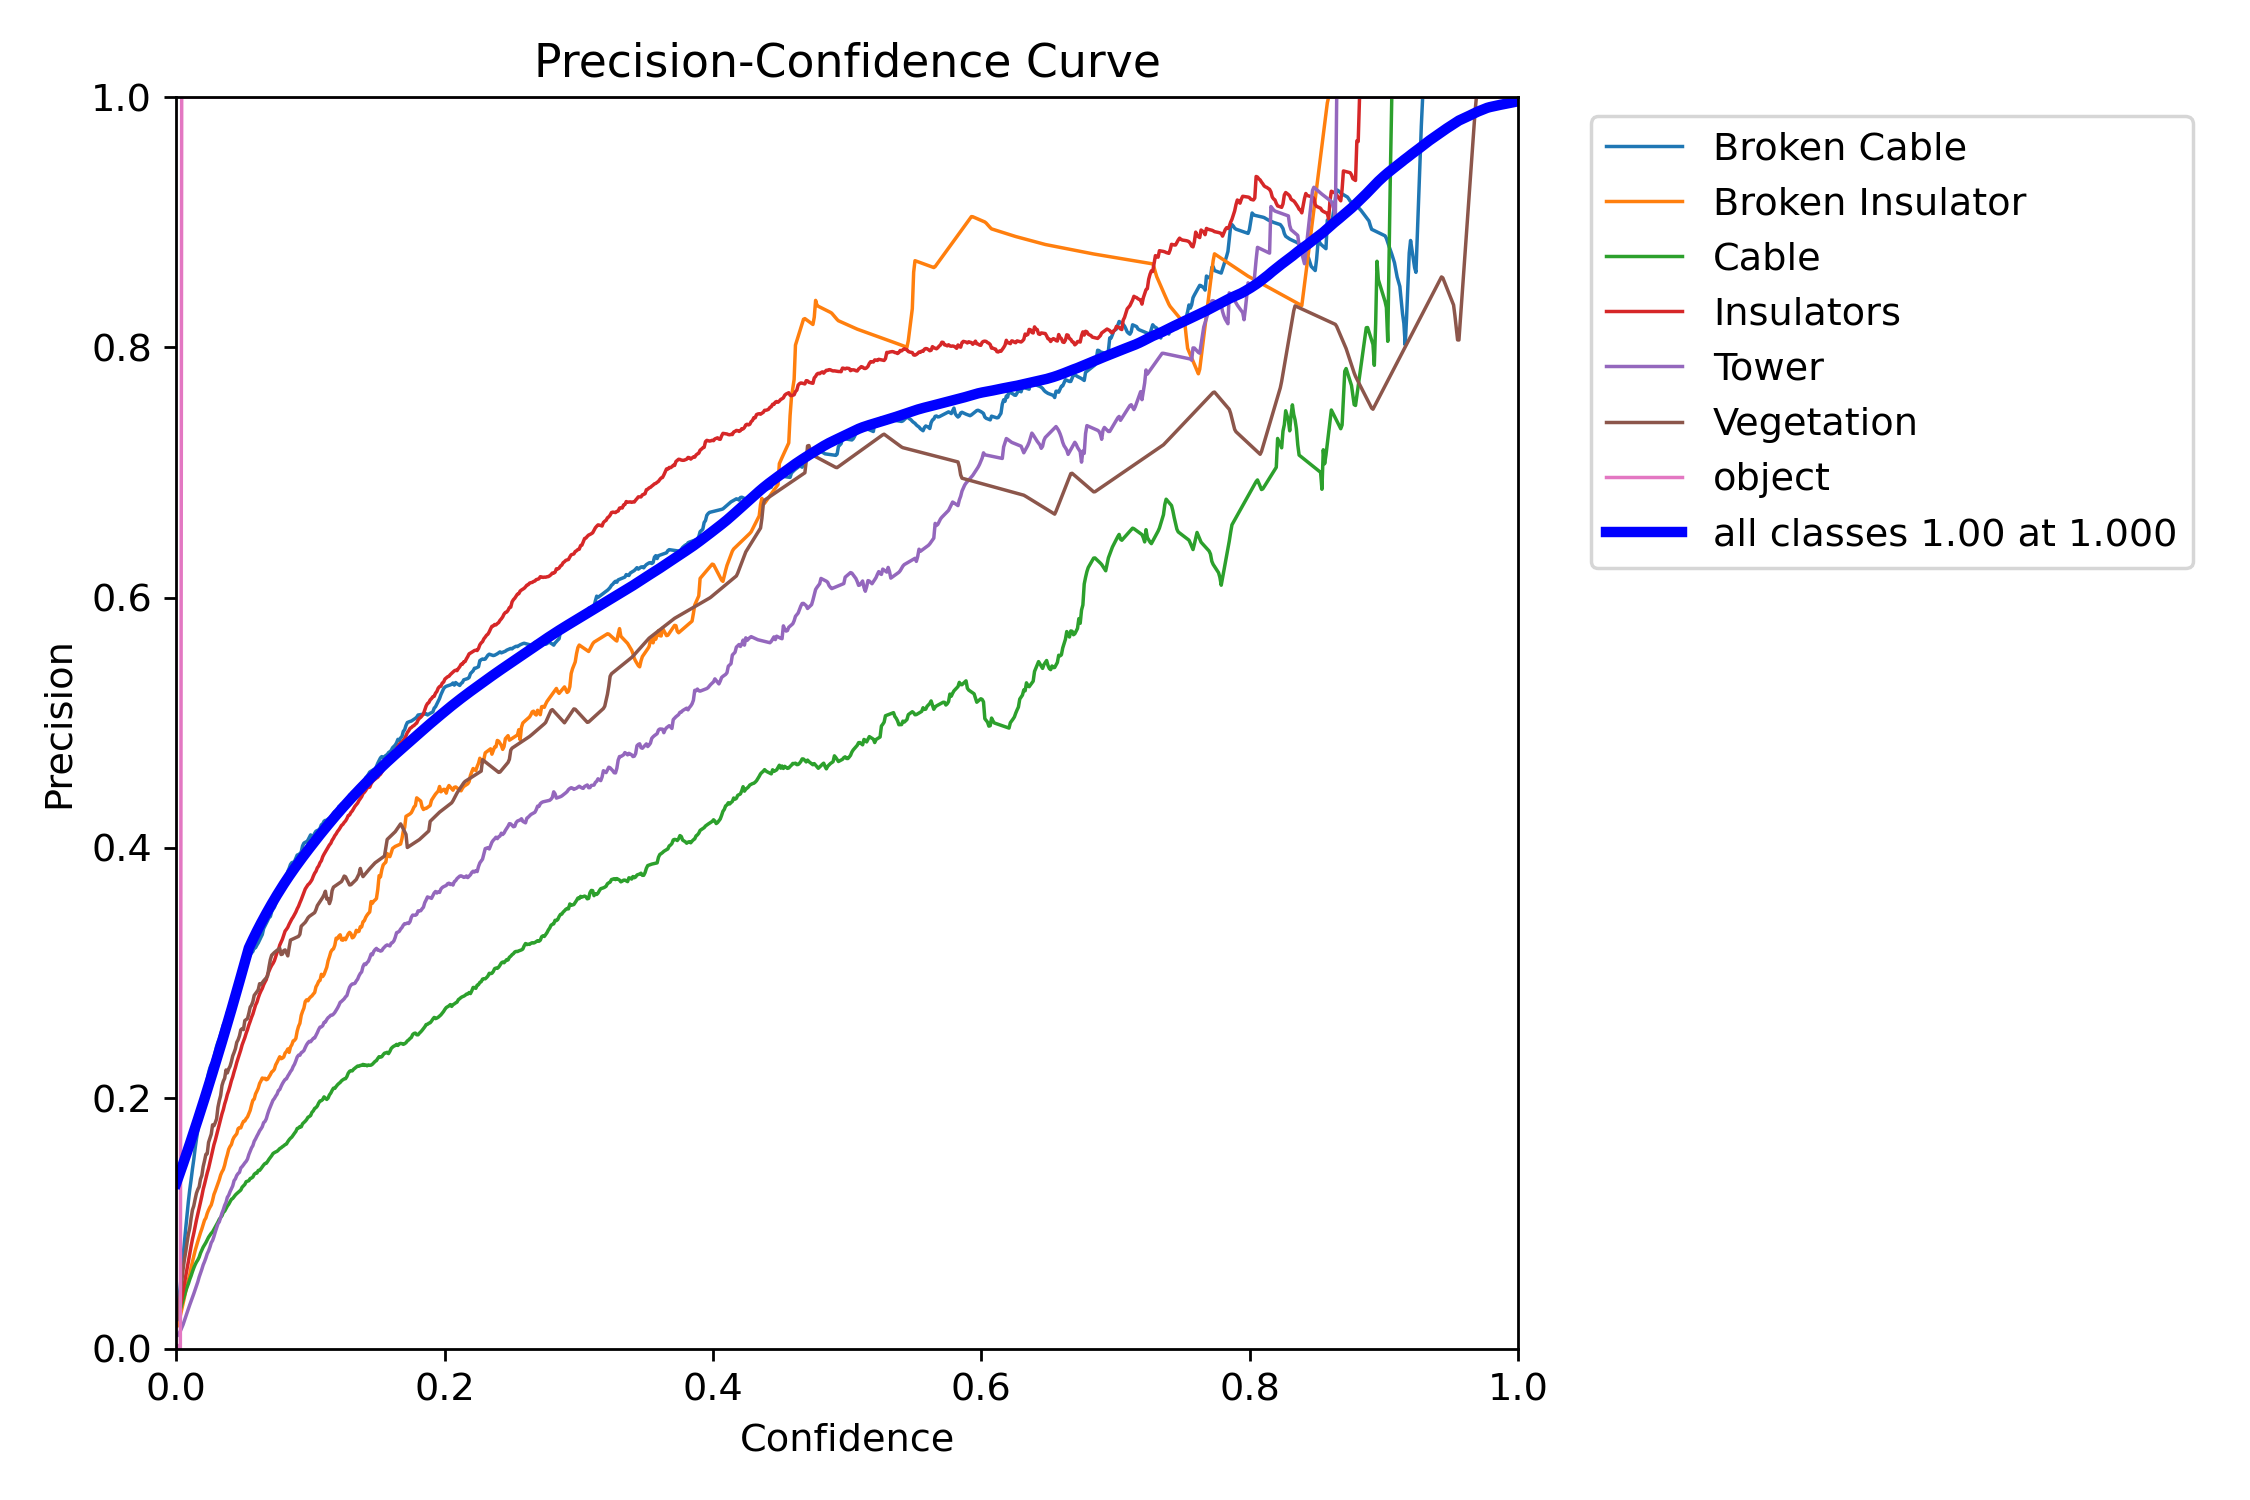 Precision-Confidence Curve
1.0
0.8
0.6
0.4
0.2
0.0
Precision
0.0 0.2 0.4 0.6 0.8 1.0
Confidence
Broken Cable
Broken Insulator
Cable
Insulators
Tower
Vegetation
object
all classes 1.00 at 1.000